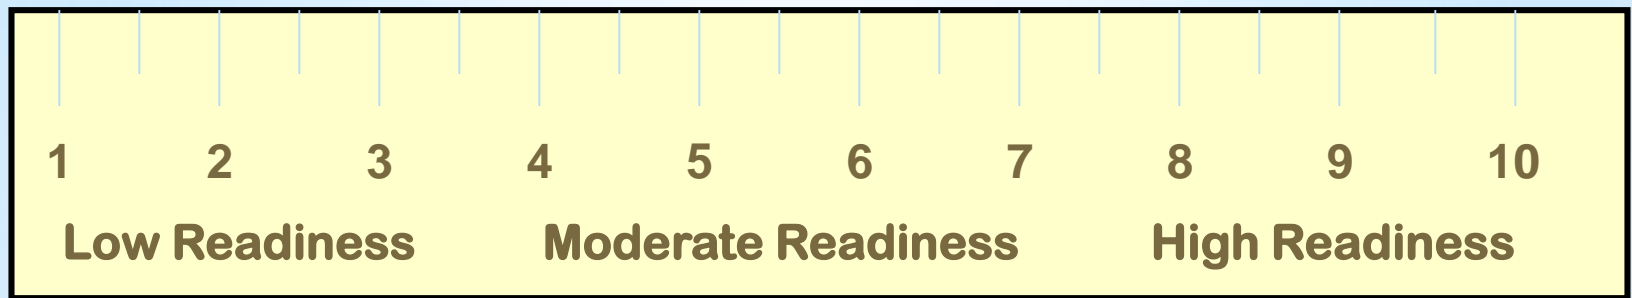 1 2 3 4 5 6 7 8 9 10
Low Readiness Moderate Readiness High Readiness